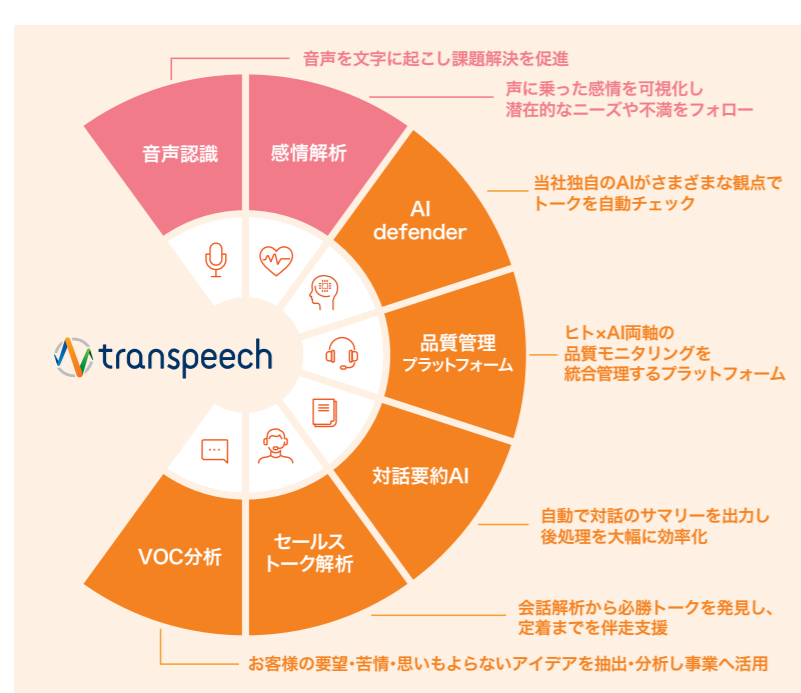 音声を文字に起こし課題解決を促進
声に乗った感情を可視化し
潜在的なニーズや不満をフォロー
音声認識
感情解析
当社独自のAIがさまざまな観点で
トークを自動チェック
AI
defender
ヒト×AI両軸の
品質モニタリングを
統合管理するプラットフォーム
品質管理
プラットフォーム
transpeech
対話要約AI
自動で対話のサマリーを出力し
後処理を大幅に効率化
セールス
トーク解析
VOC分析
会話解析から必勝トークを発見し、
定着までを伴走支援
お客様の要望・苦情・思いもよらないアイデアを抽出・分析し事業へ活用